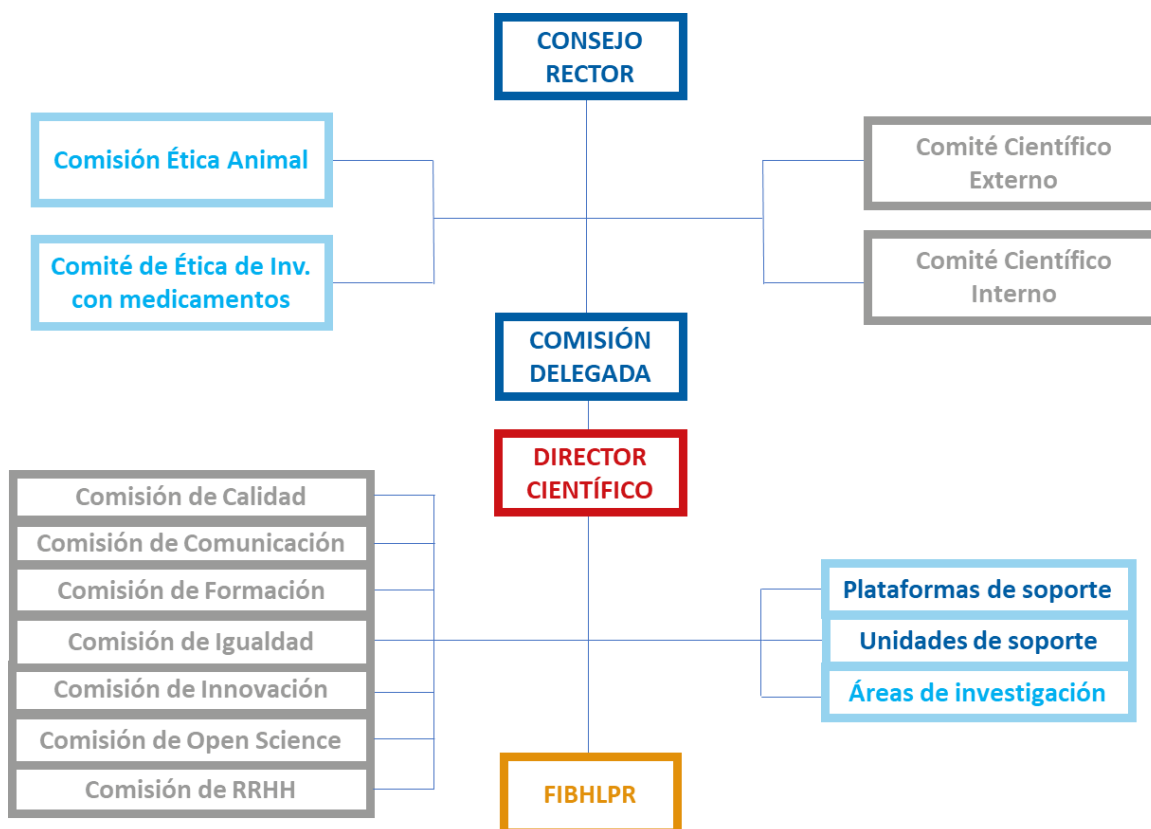 CONSEJO
RECTOR
Comisión Ética Animal
Comité de Ética de Inv.
con medicamentos
Comité Científico
Externo
Comité Científico
Interno
COMISIÓN
DELEGADA
DIRECTOR
CIENTÍFICO
Comisión de Calidad
Comisión de Comunicación
Comisión de Formación
Comisión de Igualdad
Comisión de Innovación
Comisión de Open Science
Comisión de RRHH
Plataformas de soporte
Unidades de soporte
Áreas de investigación
FIBHLPR